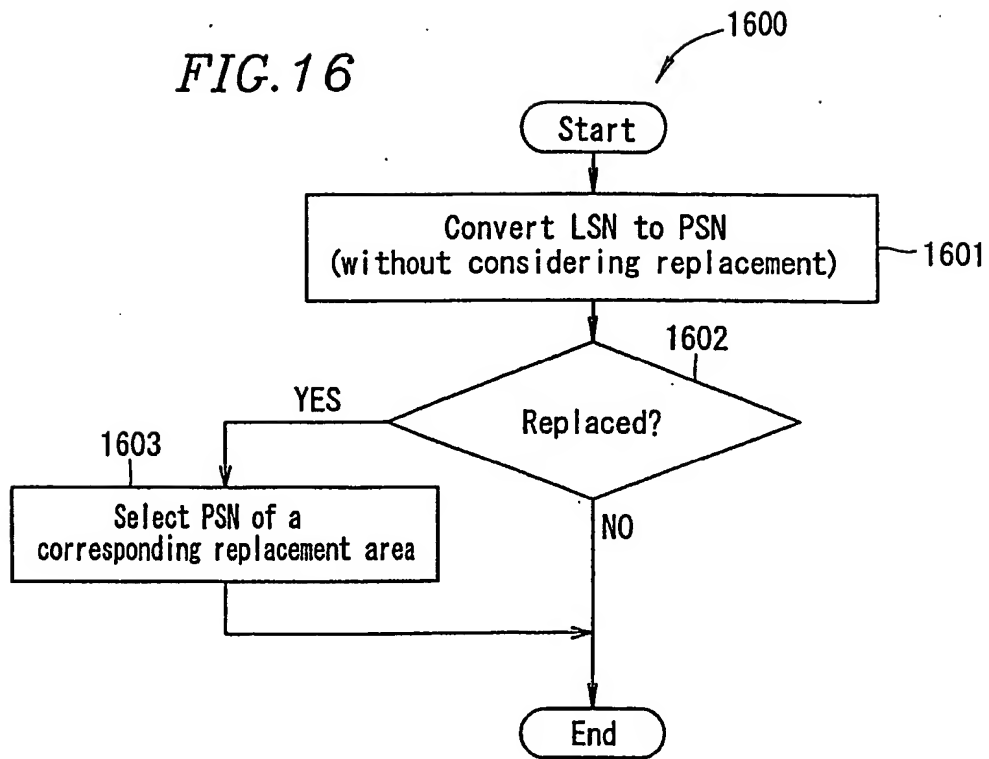 FIG.16
1600
Start
Convert LSN to PSN
(without considering replacement)
1601
1602
Replaced?
YES
NO
1603
Select PSN of a
corresponding replacement area
End